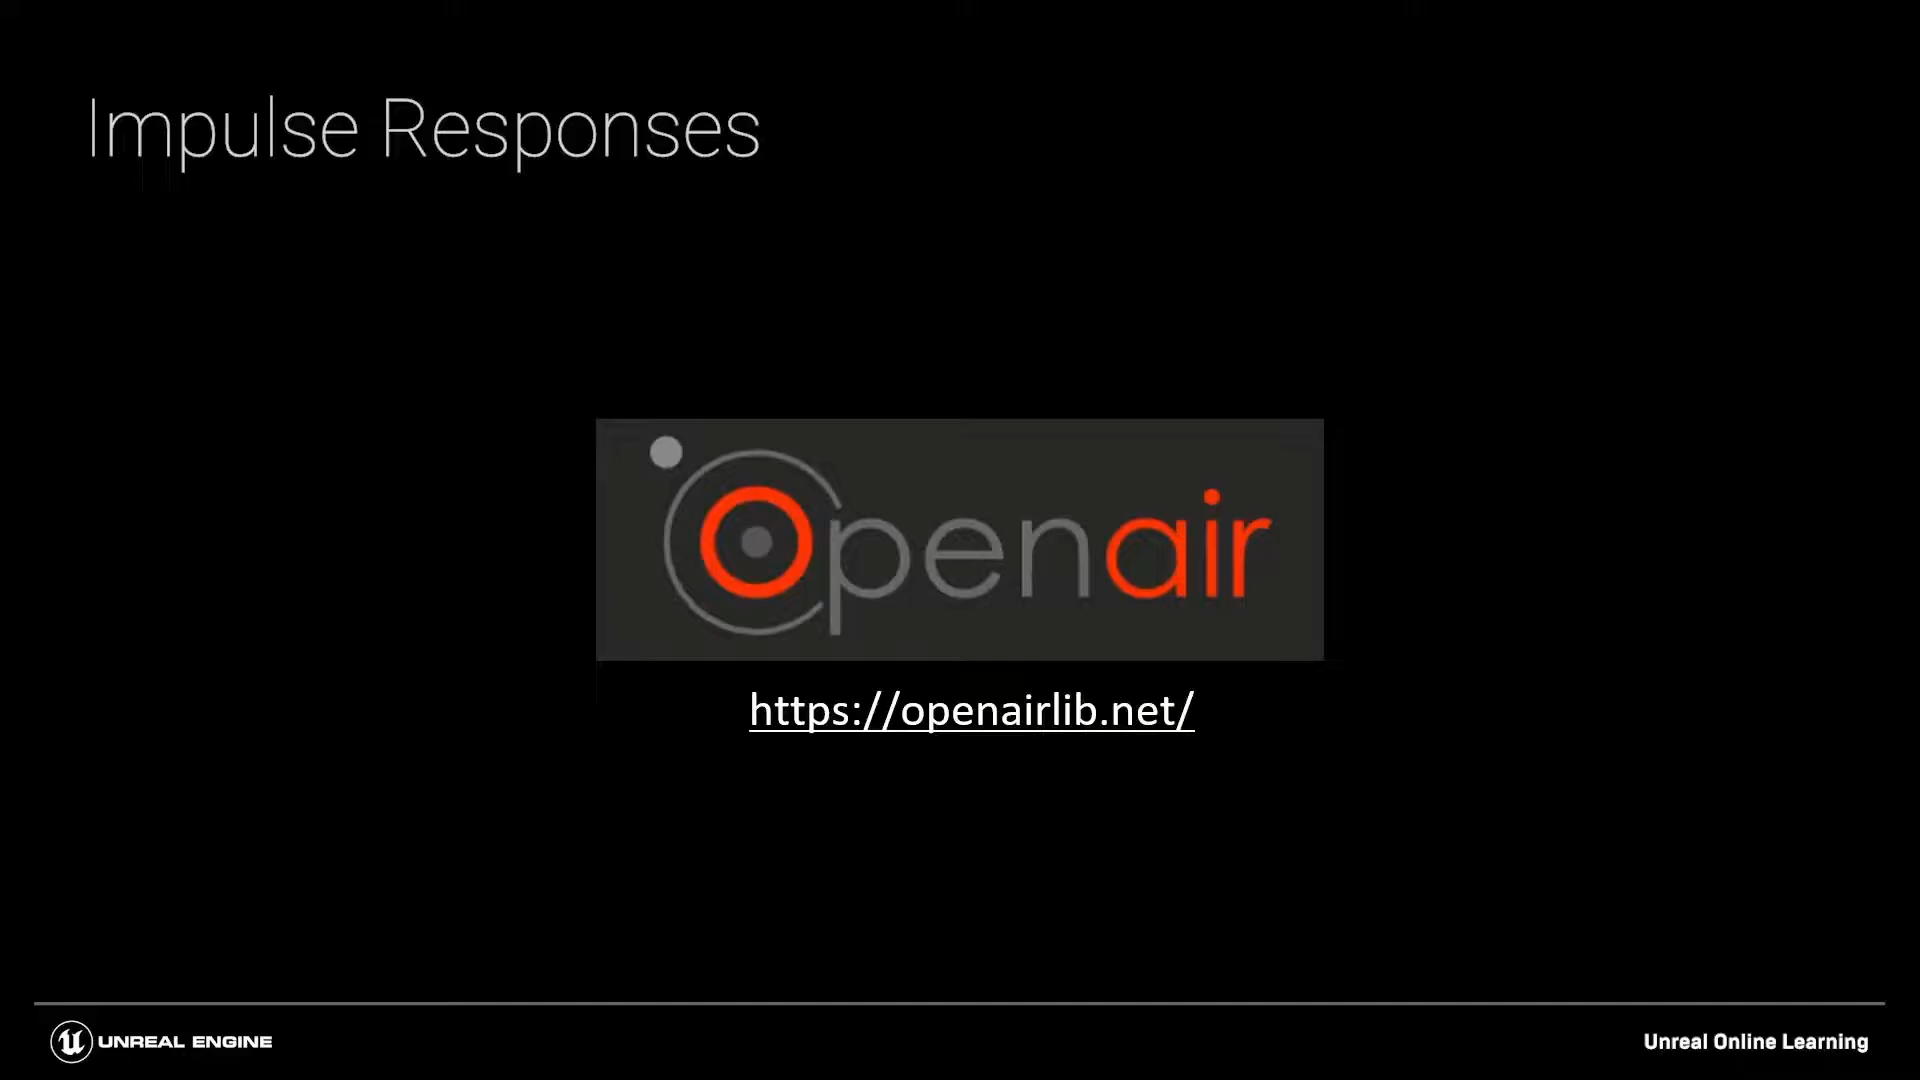 Impulse Responses
Openair
https://openairlib.net/
UNREAL ENGINE
Unreal Online Learning